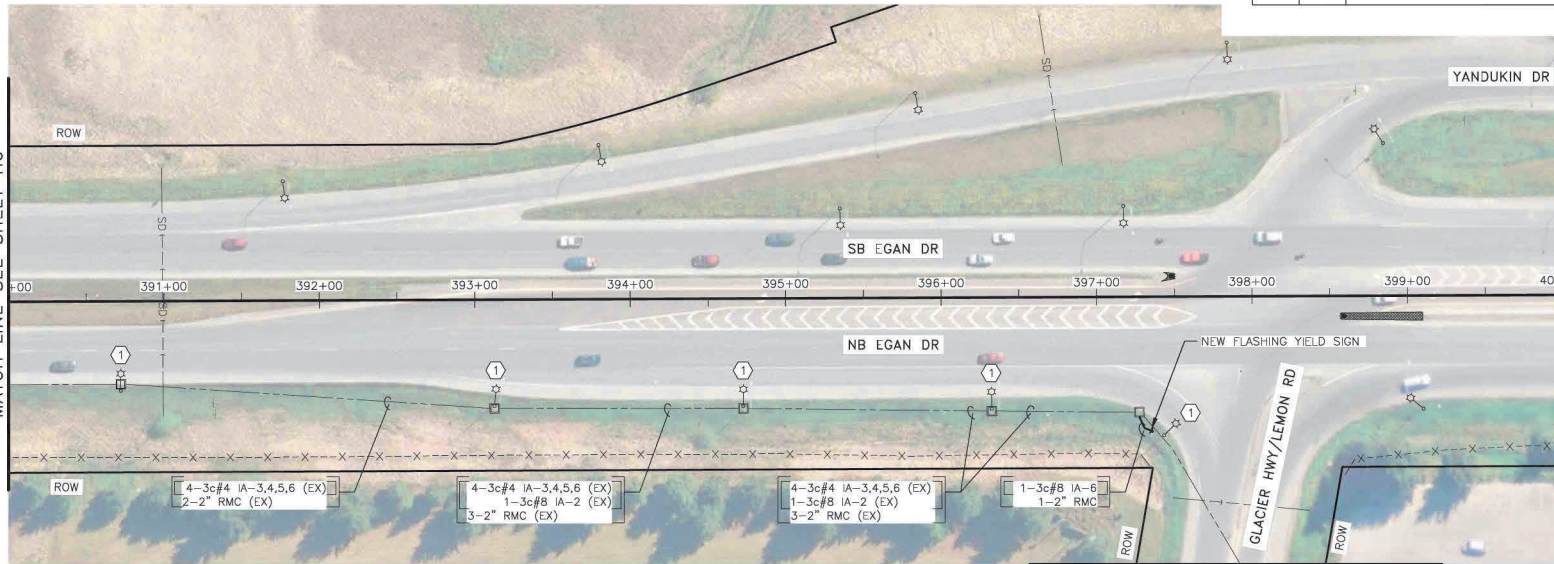 YANDUKIN DR
ROW
SD
SD
SB EGAN DR
+00
391+00
392+00
393+00
394+00
395+00
396+00
397+00
398+00
399+00
40
SD
NB EGAN DR
NEW FLASHING YIELD SIGN
1
1
1
1
1
GLACIER HWY/LEMON RD
ROW
4-3c#4 IA-3,4,5,6 (EX)
2-2" RMC (EX)
4-3c#4 IA-3,4,5,6 (EX)
1-3c#8 IA-2 (EX)
3-2" RMC (EX)
4-3c#4 IA-3,4,5,6 (EX)
1-3c#8 IA-2 (EX)
3-2" RMC (EX)
1-3c#8 IA-6
1-2" RMC
ROW
ROW